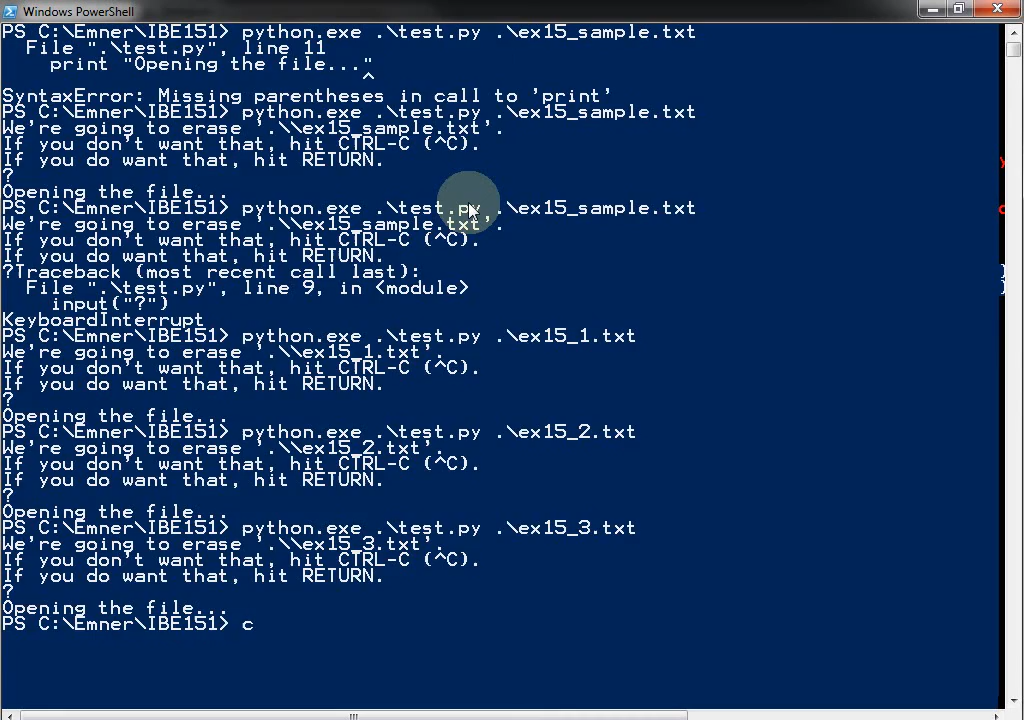 Windows PowerShell
PS C:\Emner\IBE151> python.exe .\test.py .\ex15_sample.txt
  File ".\test.py", line 11
    print "Opening the file..."
                              ^
SyntaxError: Missing parentheses in call to 'print'
PS C:\Emner\IBE151> python.exe .\test.py .\ex15_sample.txt
We're going to erase '.\\ex15_sample.txt'.
If you don't want that, hit CTRL-C (^C).
If you do want that, hit RETURN.
?
Opening the file...
PS C:\Emner\IBE151> python.exe .\test.py .\ex15_sample.txt
We're going to erase '.\\ex15_sample.txt'.
If you don't want that, hit CTRL-C (^C).
If you do want that, hit RETURN.
?Traceback (most recent call last):
  File ".\test.py", line 9, in <module>
    input("?")
KeyboardInterrupt
PS C:\Emner\IBE151> python.exe .\test.py .\ex15_1.txt
We're going to erase '.\\ex15_1.txt'.
If you don't want that, hit CTRL-C (^C).
If you do want that, hit RETURN.
?
Opening the file...
PS C:\Emner\IBE151> python.exe .\test.py .\ex15_2.txt
We're going to erase '.\\ex15_2.txt'.
If you don't want that, hit CTRL-C (^C).
If you do want that, hit RETURN.
?
Opening the file...
PS C:\Emner\IBE151> python.exe .\test.py .\ex15_3.txt
We're going to erase '.\\ex15_3.txt'.
If you don't want that, hit CTRL-C (^C).
If you do want that, hit RETURN.
?
Opening the file...
PS C:\Emner\IBE151> c